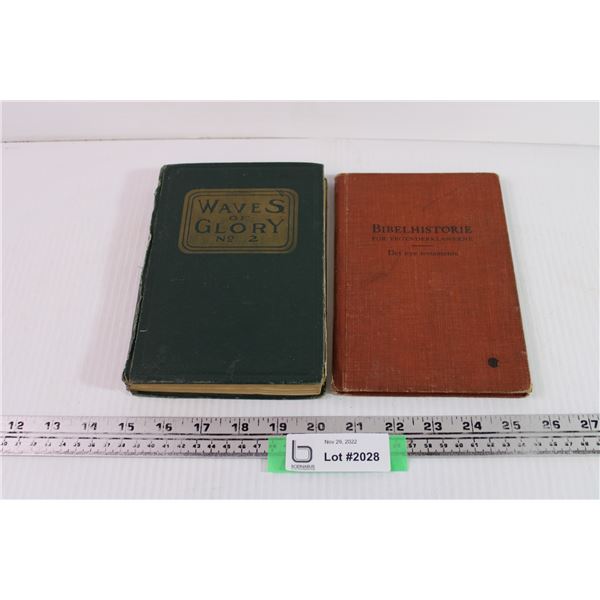 WAVES
OF
GLORY
No 2
BIBELHISTORIE
Det nye testamente
12 13 14 15 16 17 18 19 20 21 22 23 24 25 26 27
Nov 29, 2022
Lot #2028
b
BODNARUS